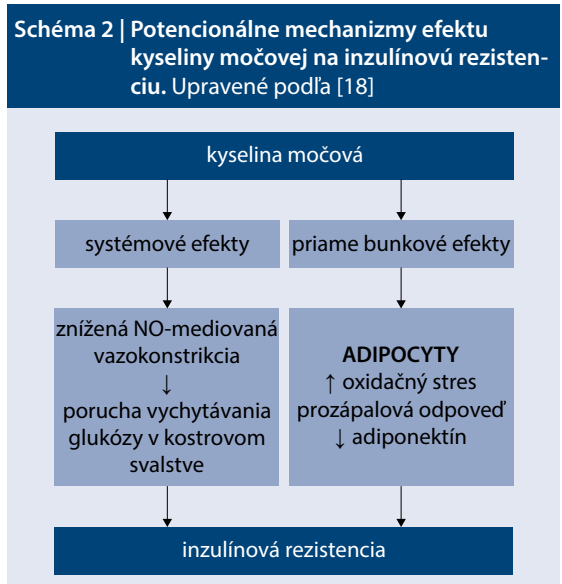 Schéma 2 | Potencionálne mechanizmy efektu
kyseliny močovej na inzulínovú rezisten-
ciu. Upravené podľa [18]
kyselina močová
systémové efekty
priame bunkové efekty
znížená NO-mediovaná
vazokonstrikcia
↓
porucha vychytávania
glukózy v kostrovom
svalstve
ADIPOCYTY
↑ oxidačný stres
prozápalová odpoveď
↓ adiponektín
inzulínová rezistencia